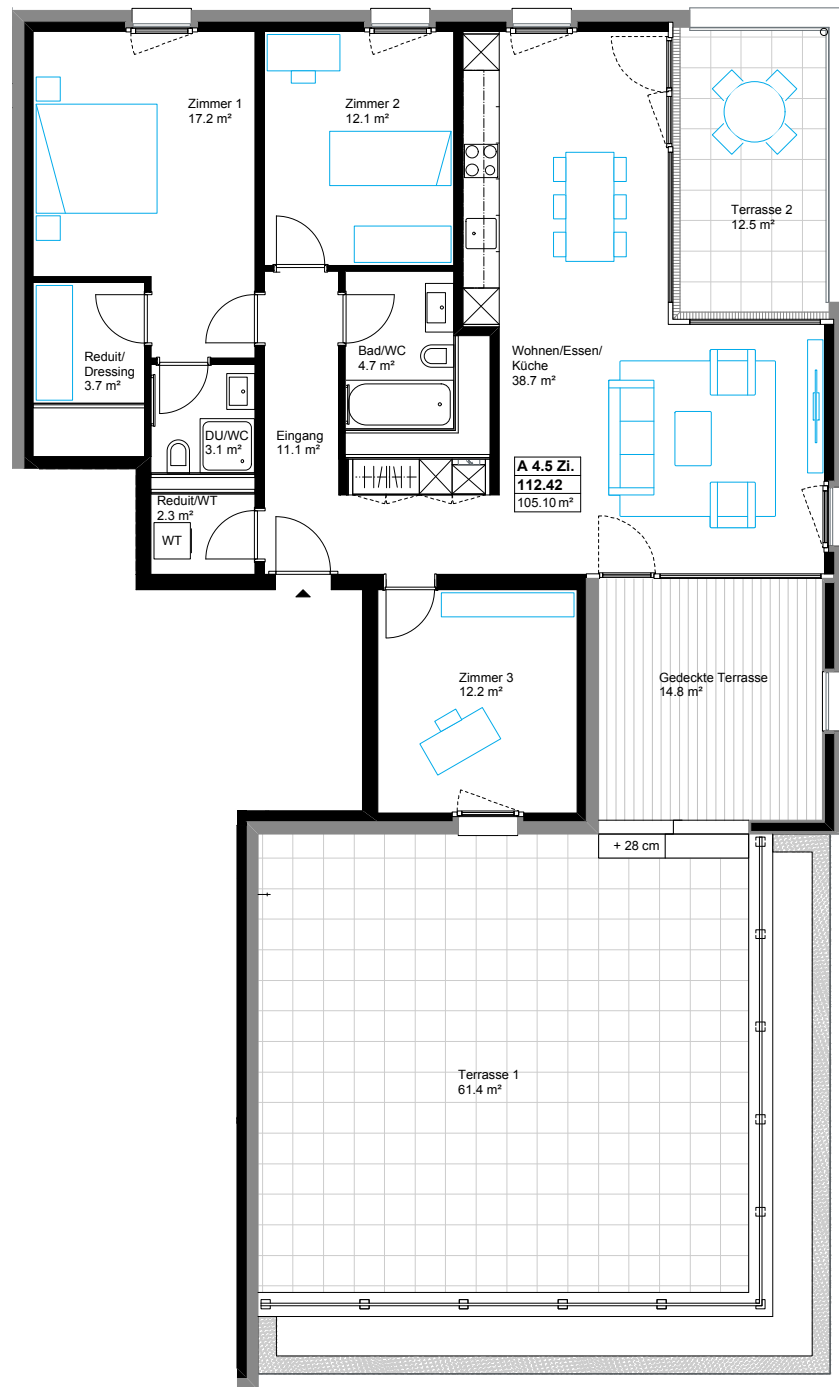 Zimmer 1
17.2 m²
Zimmer 2
12.1 m²
Terrasse 2
12.5 m²
Reduit/
Dressing
3.7 m²
Bad/WC
4.7 m²
Wohnen/Essen/
Küche
38.7 m²
DU/WC
3.1 m²
Eingang
11.1 m²
A 4.5 Zi.
112.42
105.10 m²
Reduit/WT
2.3 m²
WT
Zimmer 3
12.2 m²
Gedeckte Terrasse
14.8 m²
+ 28 cm
Terrasse 1
61.4 m²